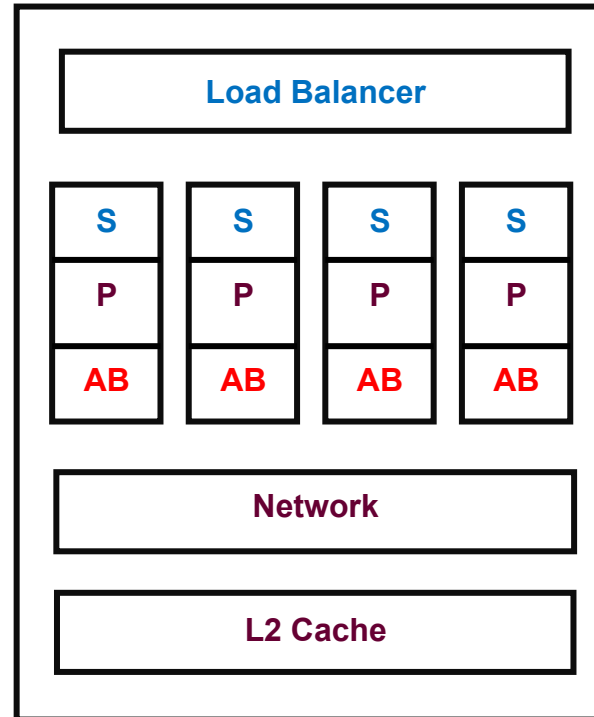 Load Balancer
S S S S
P P P P
AB AB AB AB
Network
L2 Cache